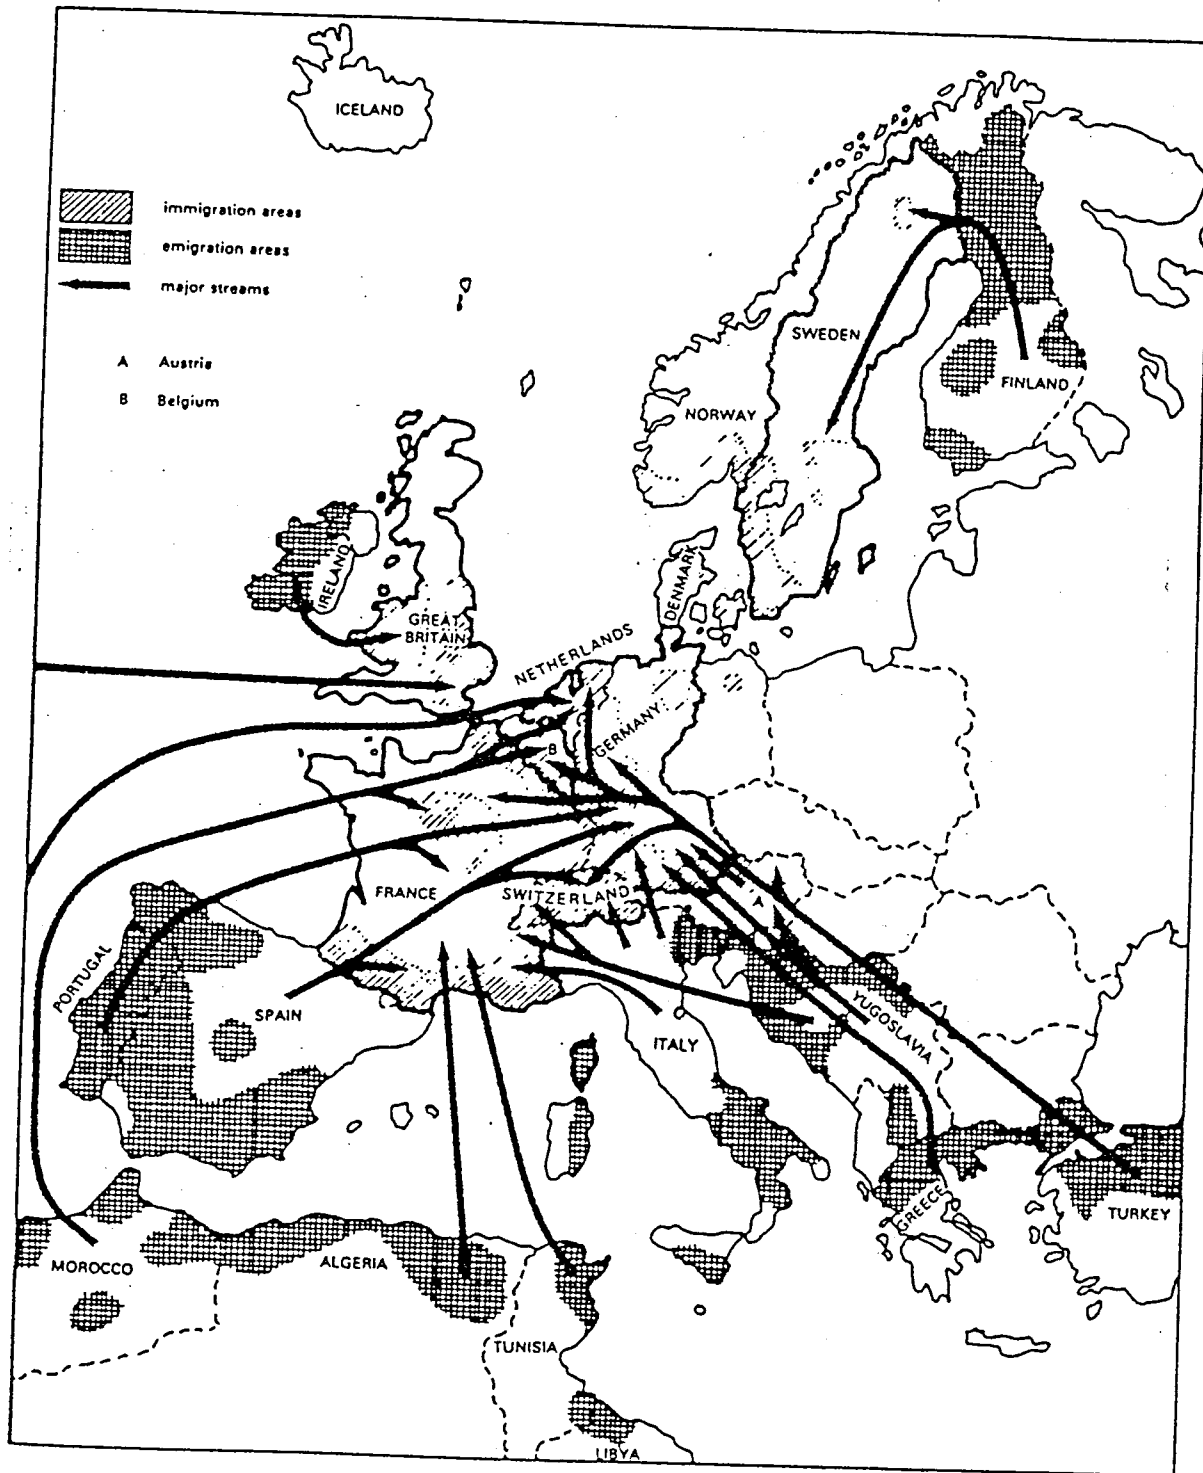 ICELAND
immigration areas
emigration areas
major streams
A Austria
B Belgium
SWEDEN
FINLAND
NORWAY
IRELAND
DENMARK
GREAT
BRITAIN
NETHERLANDS
GERMANY
B
FRANCE
SWITZERLAND
A
PORTUGAL
SPAIN
YUGOSLAVIA
ITALY
GREECE
TURKEY
MOROCCO
ALGERIA
TUNISIA
LIBYA